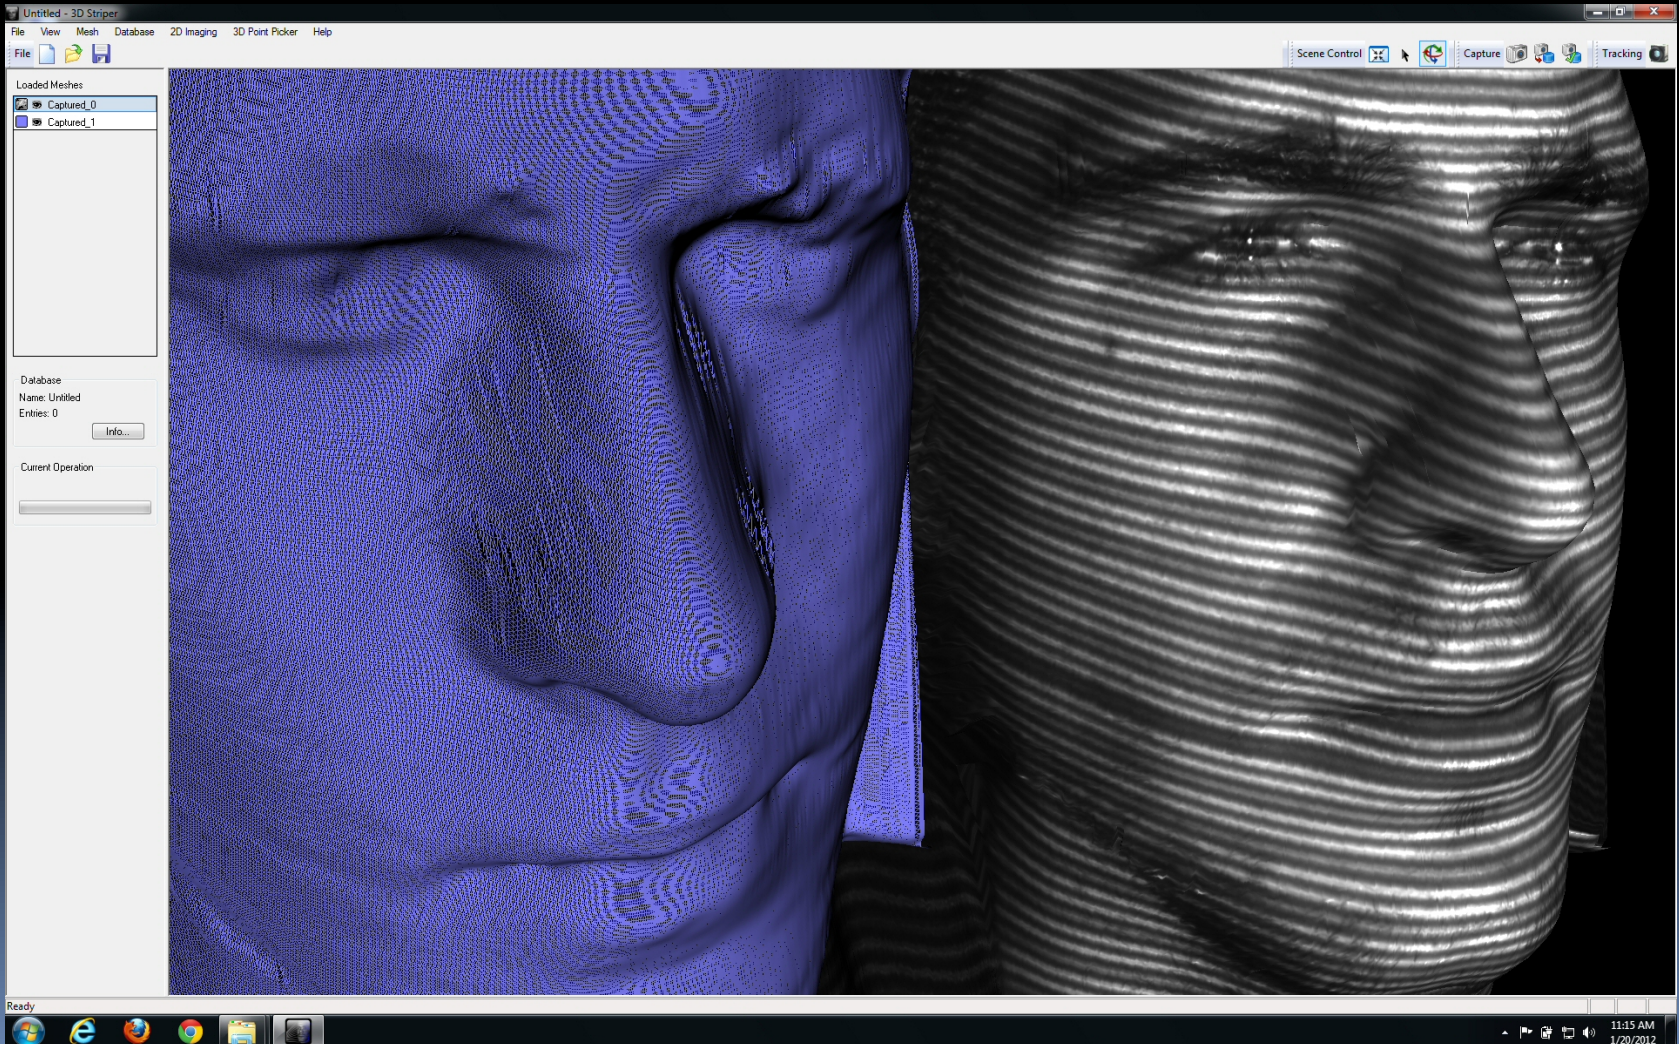 Untitled - 3D Striper
File View Mesh Database 2D Imaging 3D Point Picker Help
File
Scene Control
Capture
Tracking
Loaded Meshes
Captured_0
Captured_1
Database
Name: Untitled
Entries: 0
Info...
Current Operation
Ready
11:15 AM
1/20/2012